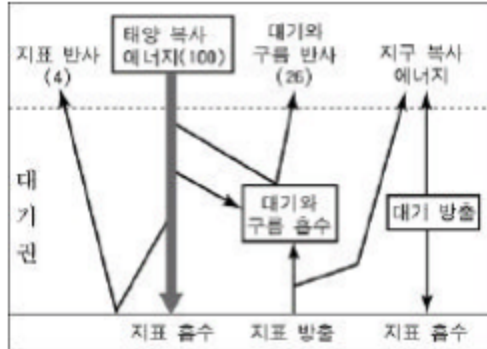 지표 반사
(4)
태양 복사
에너지(100)
대기와
구름 반사
(26)
지구 복사
에너지
대
기
권
대기와
구름 흡수
대기 방출
지표 흡수
지표 방출
지표 흡수